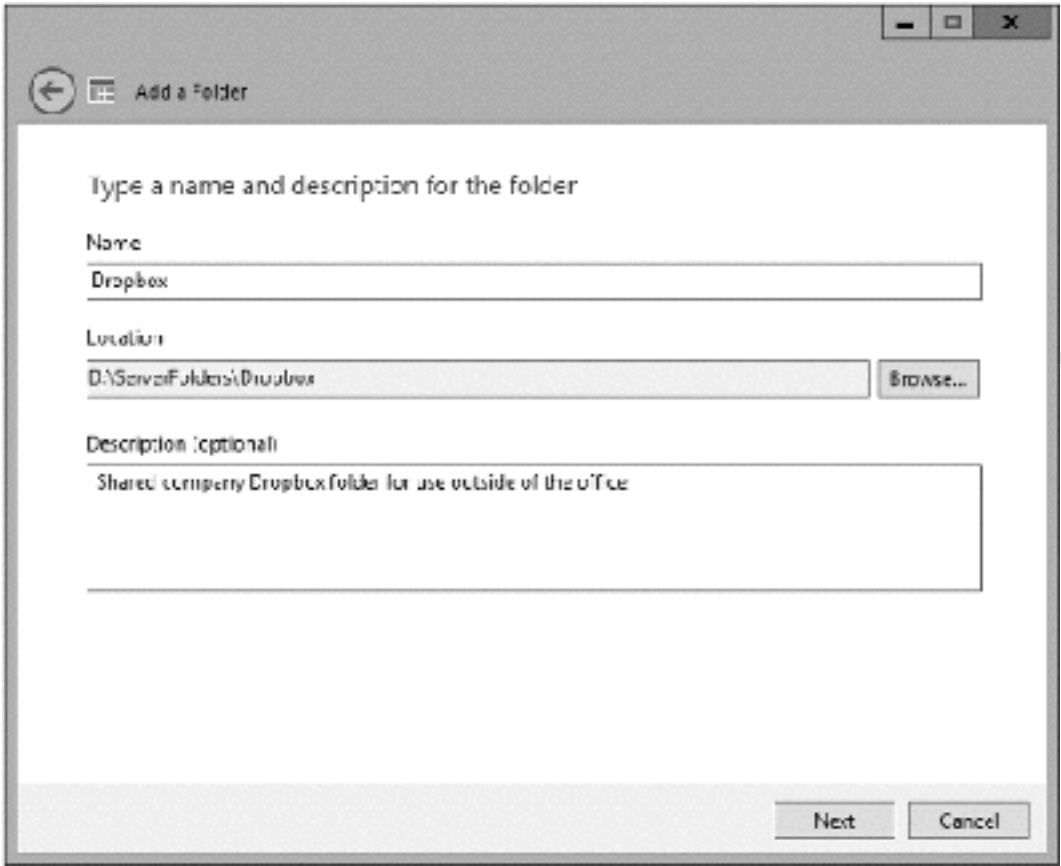 Add a Folder
Type a name and description for the folder
Name
Dropbox
Location
D:\ServerFolders\Dropbox
Browse...
Description (optional)
Shared company Dropbox folder for use outside of the office
Next
Cancel